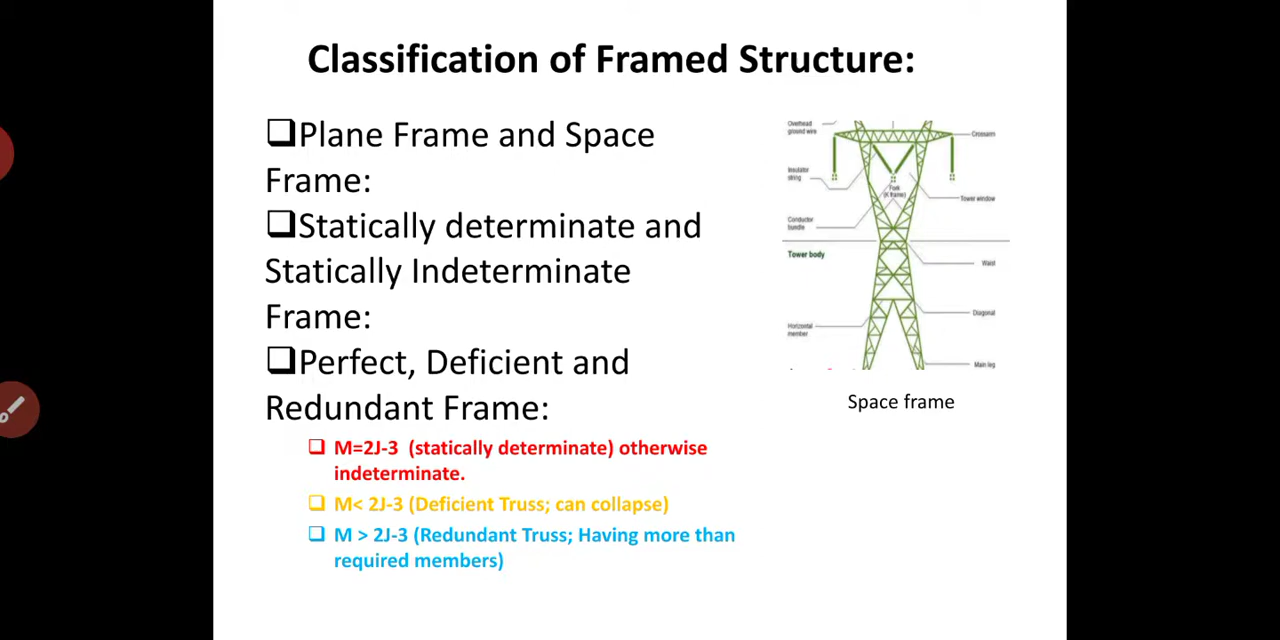 Classification of Framed Structure:
❑Plane Frame and Space
Frame:
❑Statically determinate and
Statically Indeterminate
Frame:
❑Perfect, Deficient and
Redundant Frame:
❑ M=2J-3 (statically determinate) otherwise
indeterminate.
❑ M< 2J-3 (Deficient Truss; can collapse)
❑ M > 2J-3 (Redundant Truss; Having more than
required members)
Overhead
ground wire
Crossarm
Insulator
string
Fork
(K frame)
Tower window
Conductor
bundle
Tower body
Waist
Diagonal
Horizontal
member
Main leg
Space frame